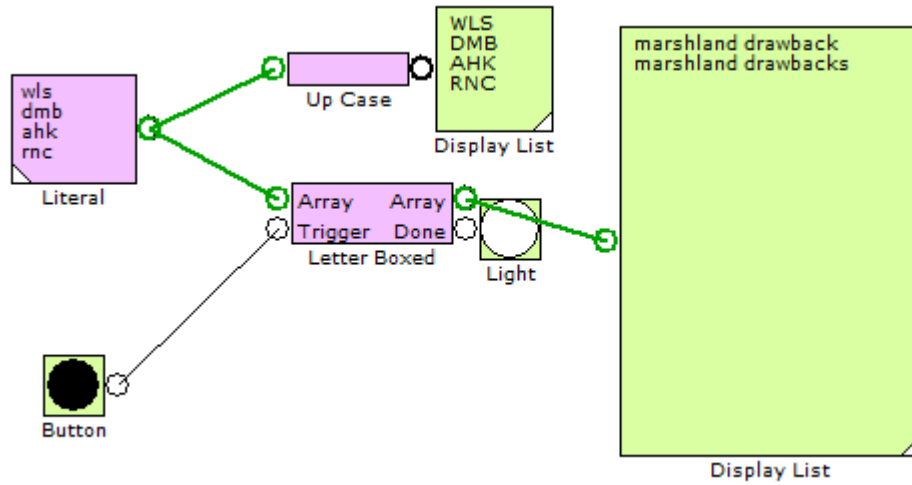 wls
dmb
ahk
rnc
Literal
Up Case
WLS
DMB
AHK
RNC
Display List
Array Array
Trigger Done
Letter Boxed
Light
Button
marshland drawback
marshland drawbacks
Display List